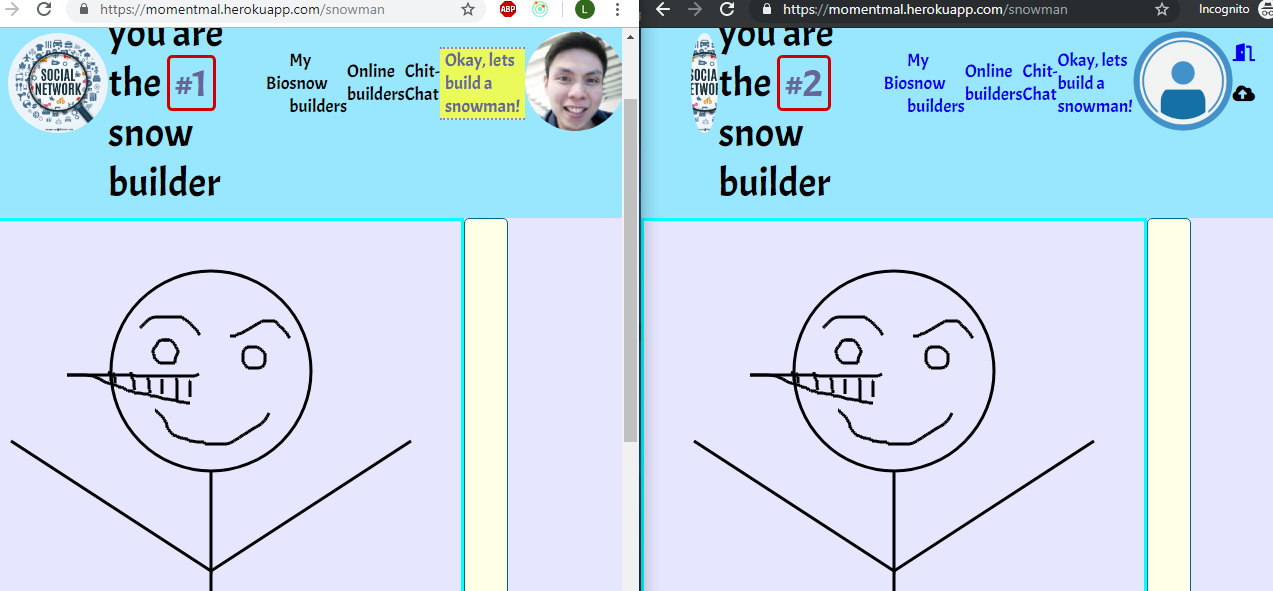 https://momentmal.herokuapp.com/snowman
ABP
L
SOCIAL
NETWORK
you are
the #1
snow
builder
My
Biosnow
builders
Online
builders
Chit-
Chat
Okay, lets
build a
snowman!
https://momentmal.herokuapp.com/snowman
Incognito
you are
the #2
snow
builder
My
Biosnow
builders
Online
builders
Chit-
Chat
Okay, lets
build a
snowman!